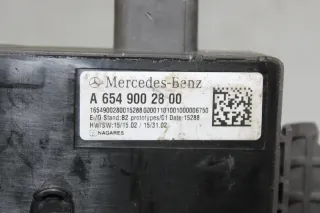 Mercedes-Benz
A 654 900 28 00
16549002800152880200011010010000006750
E/Q Stand: B2 prototypes/C1 Date: 15288
HW/SW: 15/15.02 / 15/31.02
NAGARES